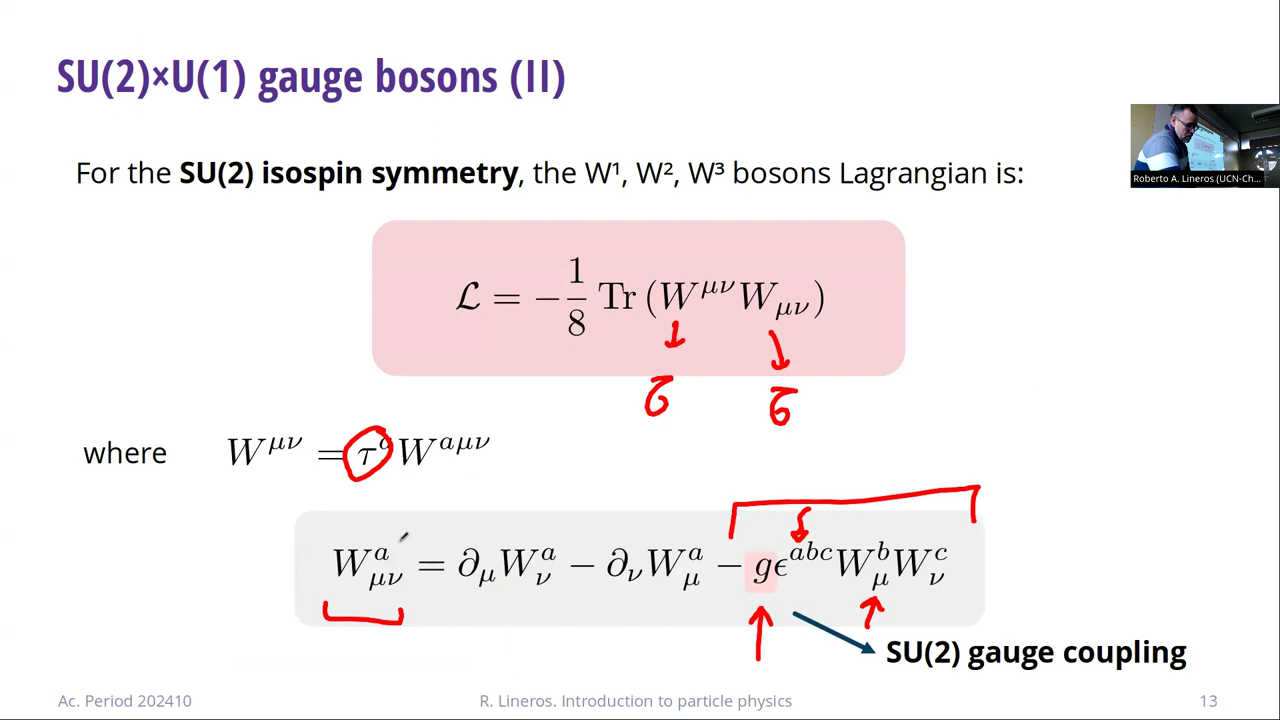 SU(2)×U(1) gauge bosons (II)
Roberto A. Lineros (UCN-Ch...
For the SU(2) isospin symmetry, the W¹, W², W³ bosons Lagrangian is:
ℒ = −1/8 Tr (W^{μν}W_{μν})
where W^{μν} = τ^a W^{aμν}
W^a_{μν} = ∂_μ W^a_ν − ∂_ν W^a_μ − gε^{abc}W^b_μ W^c_ν
SU(2) gauge coupling
Ac. Period 202410
R. Lineros. Introduction to particle physics
13